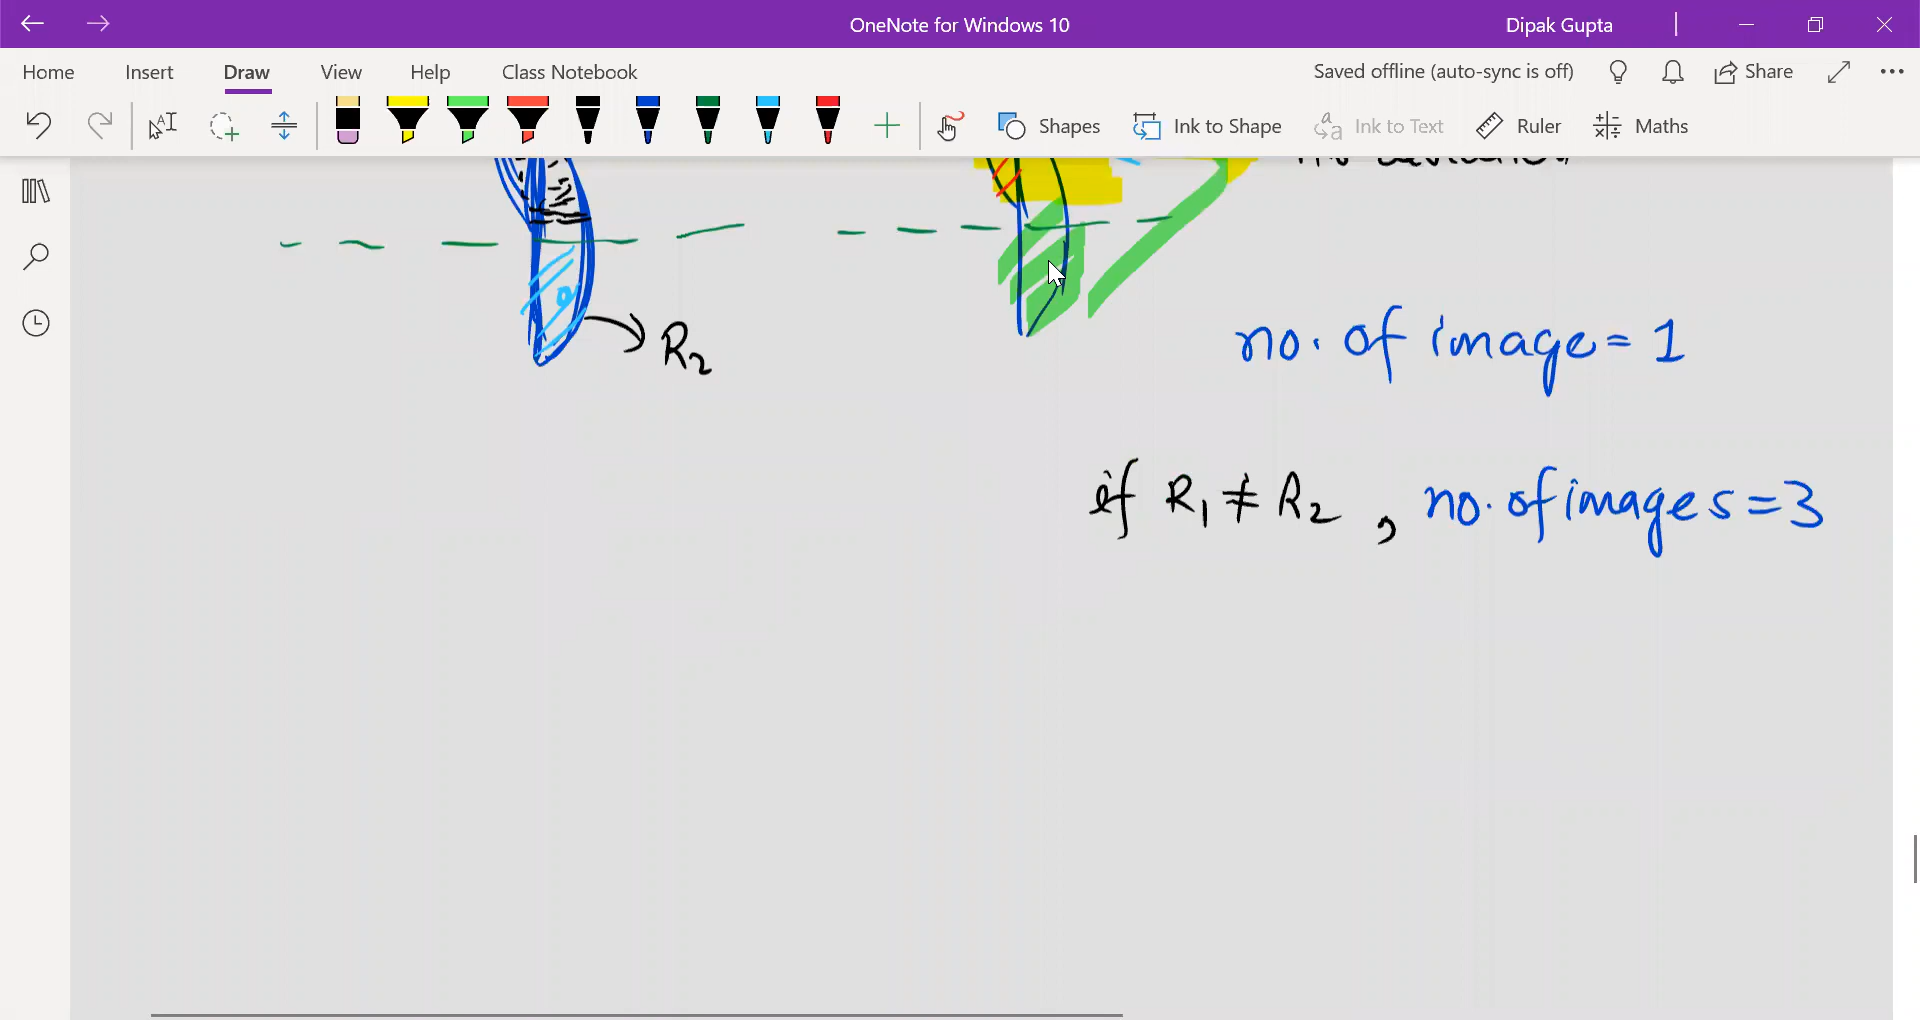 OneNote for Windows 10
Dipak Gupta
Home Insert Draw View Help Class Notebook
Saved offline (auto-sync is off) Share
Shapes Ink to Shape Ink to Text Ruler Maths
R2
no. of image = 1
if R1 ≠ R2 , no. of images = 3